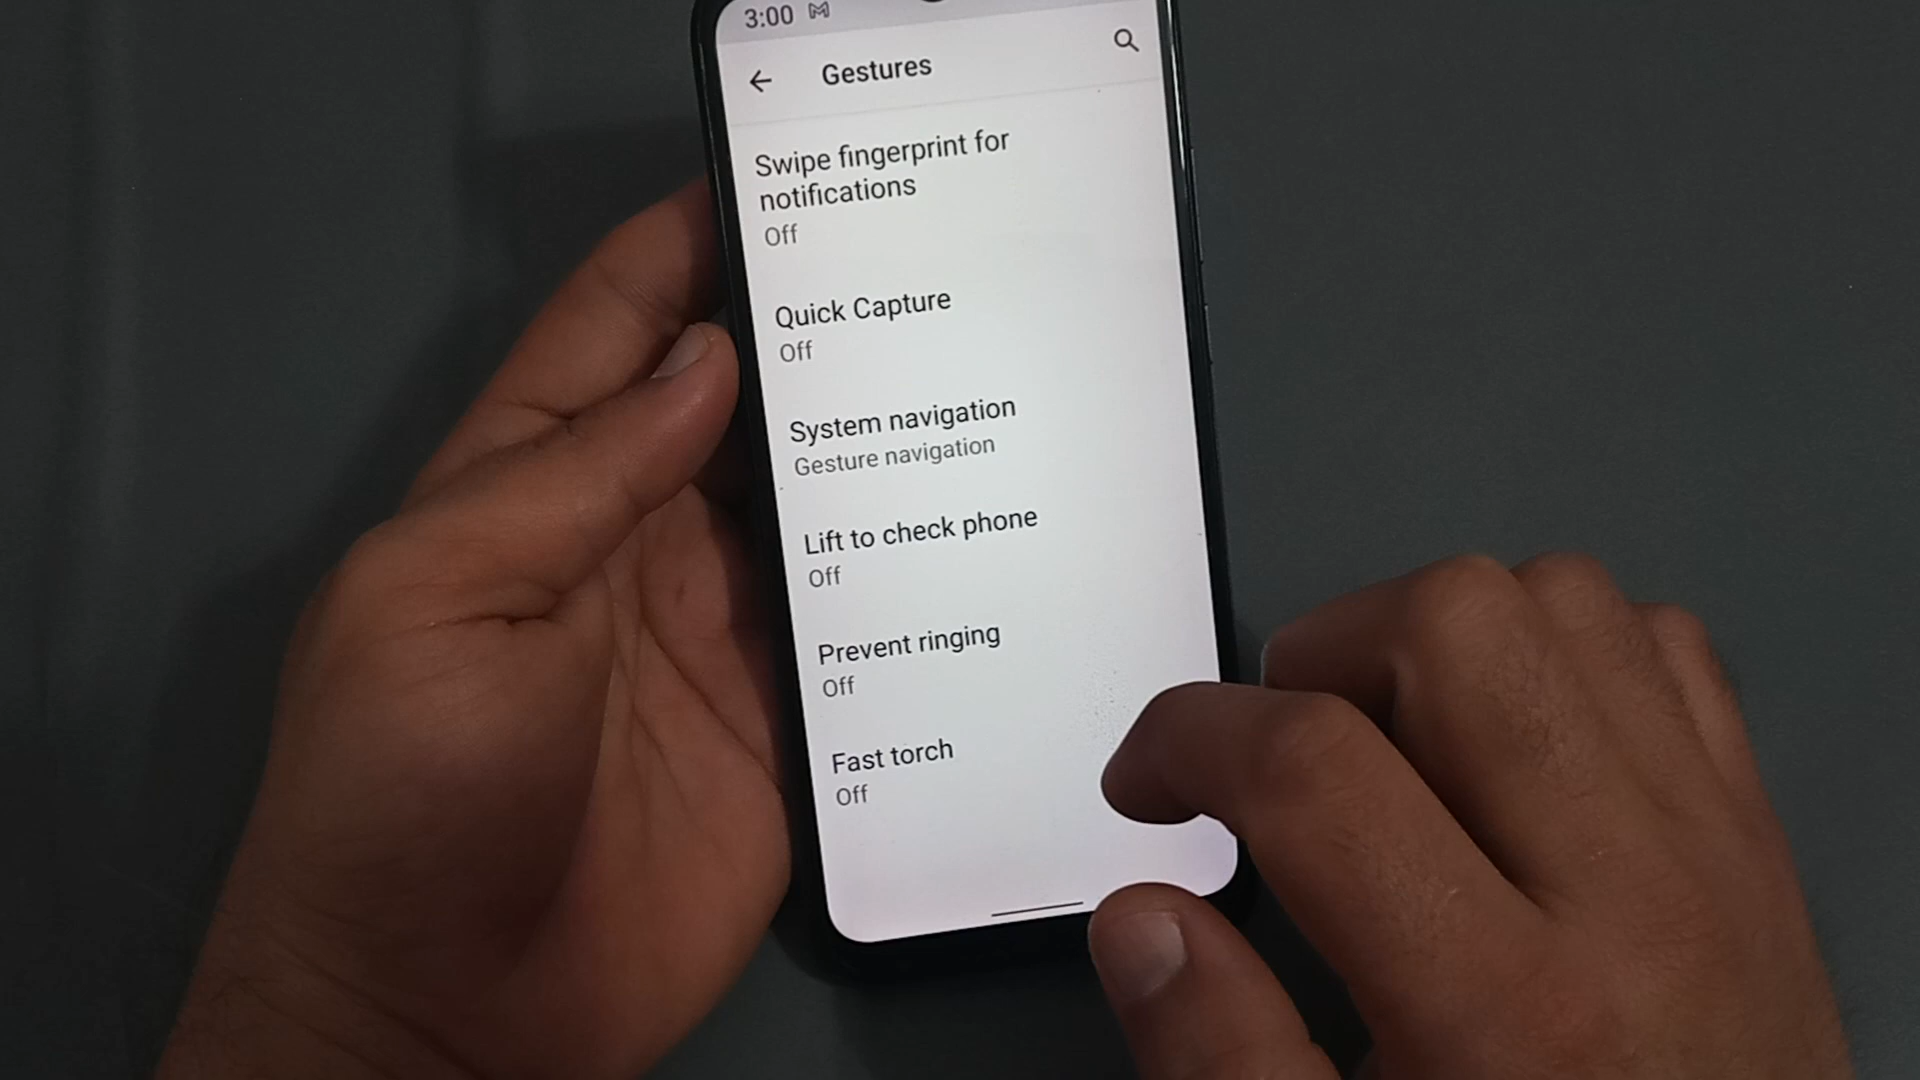 3:00
Gestures
Swipe fingerprint for
notifications
Off
Quick Capture
Off
System navigation
Gesture navigation
Lift to check phone
Off
Prevent ringing
Off
Fast torch
Off